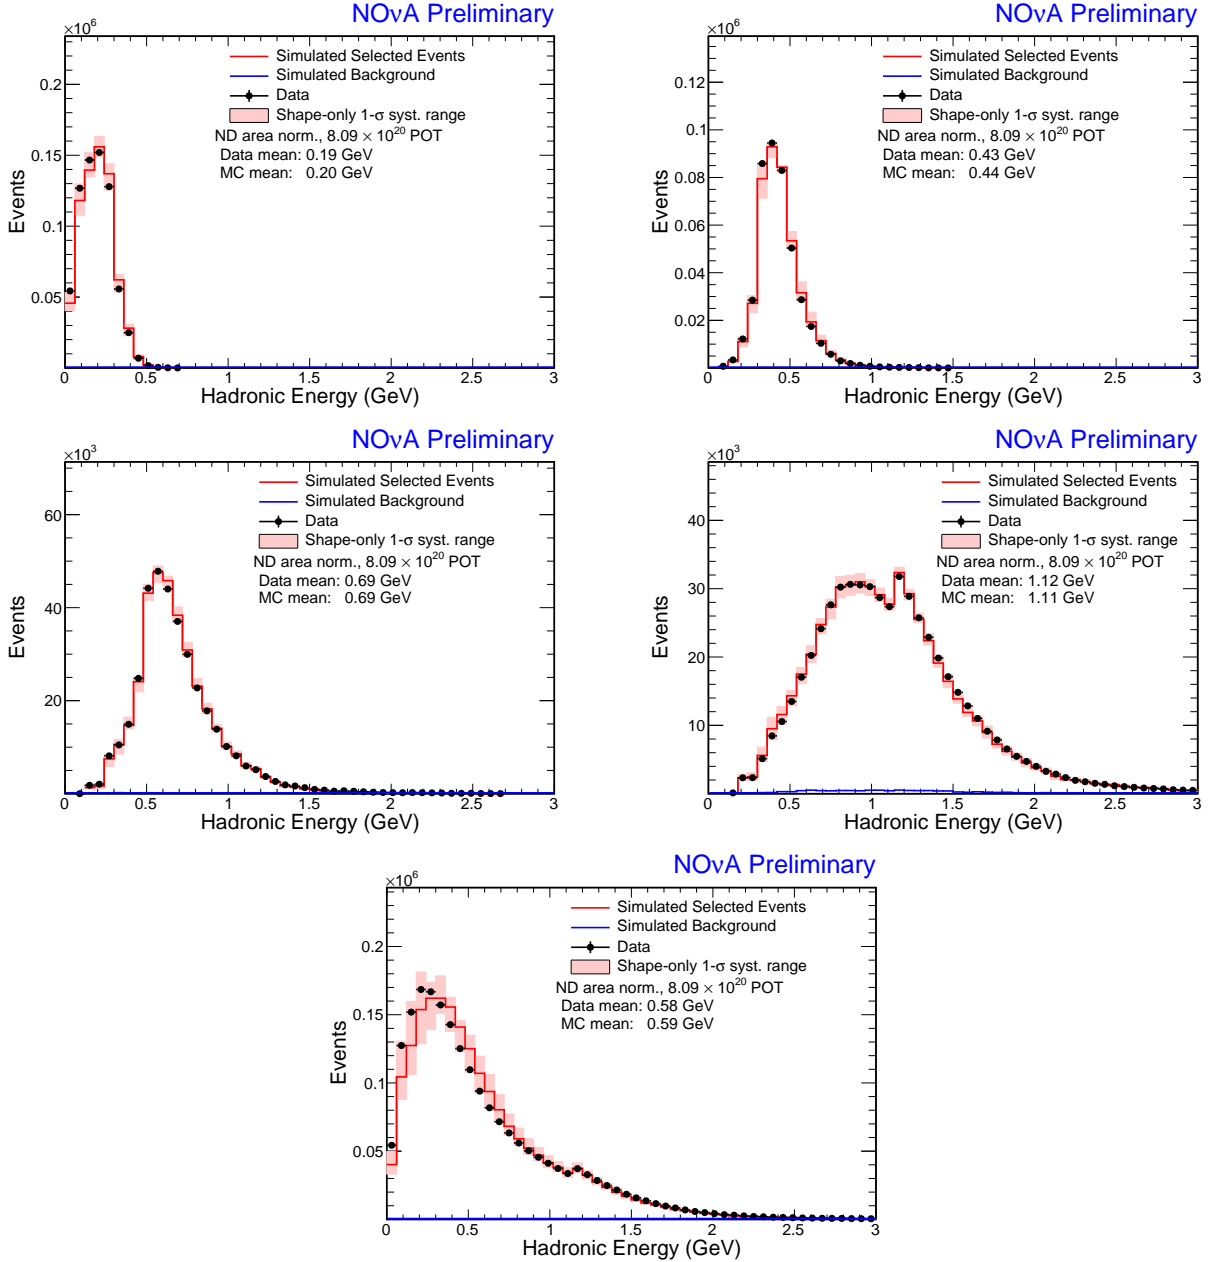 NOνA Preliminary
×10⁶
Simulated Selected Events
Simulated Background
Data
Shape-only 1-σ syst. range
ND area norm., 8.09 × 10²⁰ POT
Data mean: 0.19 GeV
MC mean: 0.20 GeV
0.2
0.15
0.1
0.05
Events
0 0.5 1 1.5 2 2.5 3
Hadronic Energy (GeV)
NOνA Preliminary
×10⁶
Simulated Selected Events
Simulated Background
Data
Shape-only 1-σ syst. range
ND area norm., 8.09 × 10²⁰ POT
Data mean: 0.43 GeV
MC mean: 0.44 GeV
0.12
0.1
0.08
0.06
0.04
0.02
Events
0 0.5 1 1.5 2 2.5 3
Hadronic Energy (GeV)
NOνA Preliminary
×10³
Simulated Selected Events
Simulated Background
Data
Shape-only 1-σ syst. range
ND area norm., 8.09 × 10²⁰ POT
Data mean: 0.69 GeV
MC mean: 0.69 GeV
60
40
20
Events
0 0.5 1 1.5 2 2.5 3
Hadronic Energy (GeV)
NOνA Preliminary
×10³
Simulated Selected Events
Simulated Background
Data
Shape-only 1-σ syst. range
ND area norm., 8.09 × 10²⁰ POT
Data mean: 1.12 GeV
MC mean: 1.11 GeV
40
30
20
10
Events
0 0.5 1 1.5 2 2.5 3
Hadronic Energy (GeV)
NOνA Preliminary
×10⁶
Simulated Selected Events
Simulated Background
Data
Shape-only 1-σ syst. range
ND area norm., 8.09 × 10²⁰ POT
Data mean: 0.58 GeV
MC mean: 0.59 GeV
0.2
0.15
0.1
0.05
Events
0 0.5 1 1.5 2 2.5 3
Hadronic Energy (GeV)